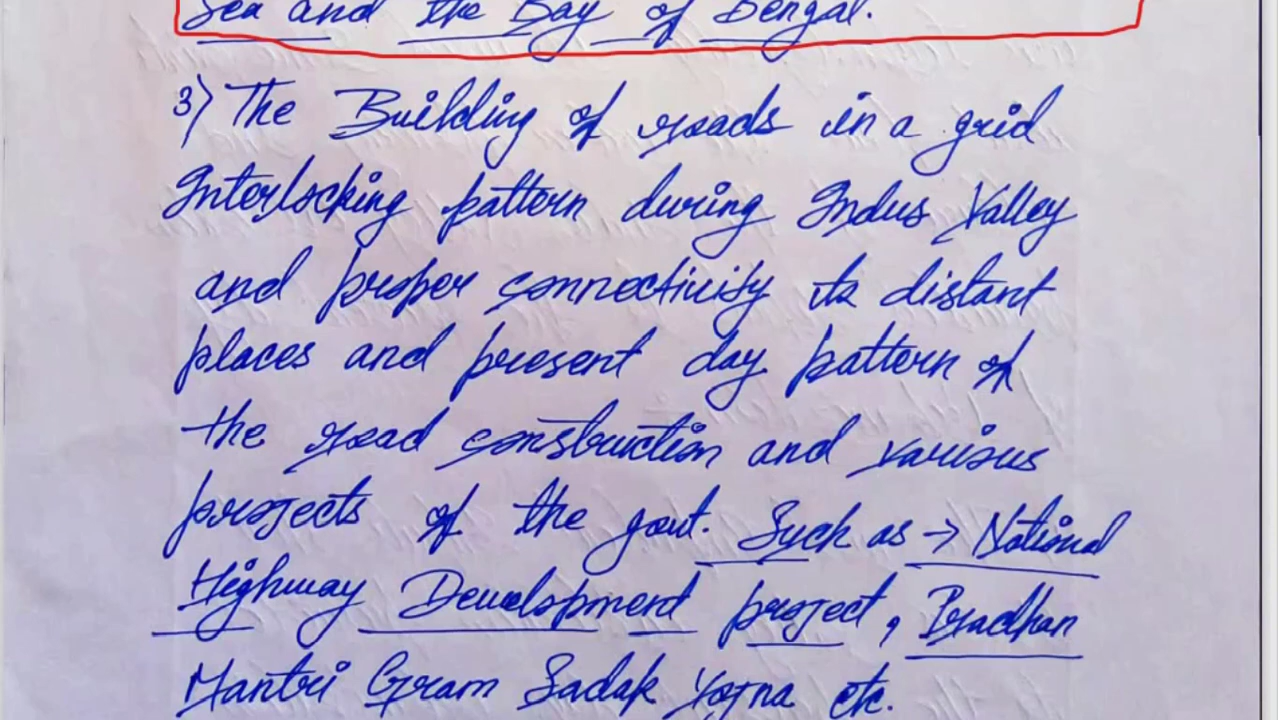 Sea and the Bay of Bengal.
3) The Building of roads in a grid
Interlocking pattern during Indus Valley
and proper connectivity its distant
places and present day pattern of
the road construction and various
projects of the govt. Such as → National
Highway Development project, Pradhan
Mantri Gram Sadak Yojna etc.